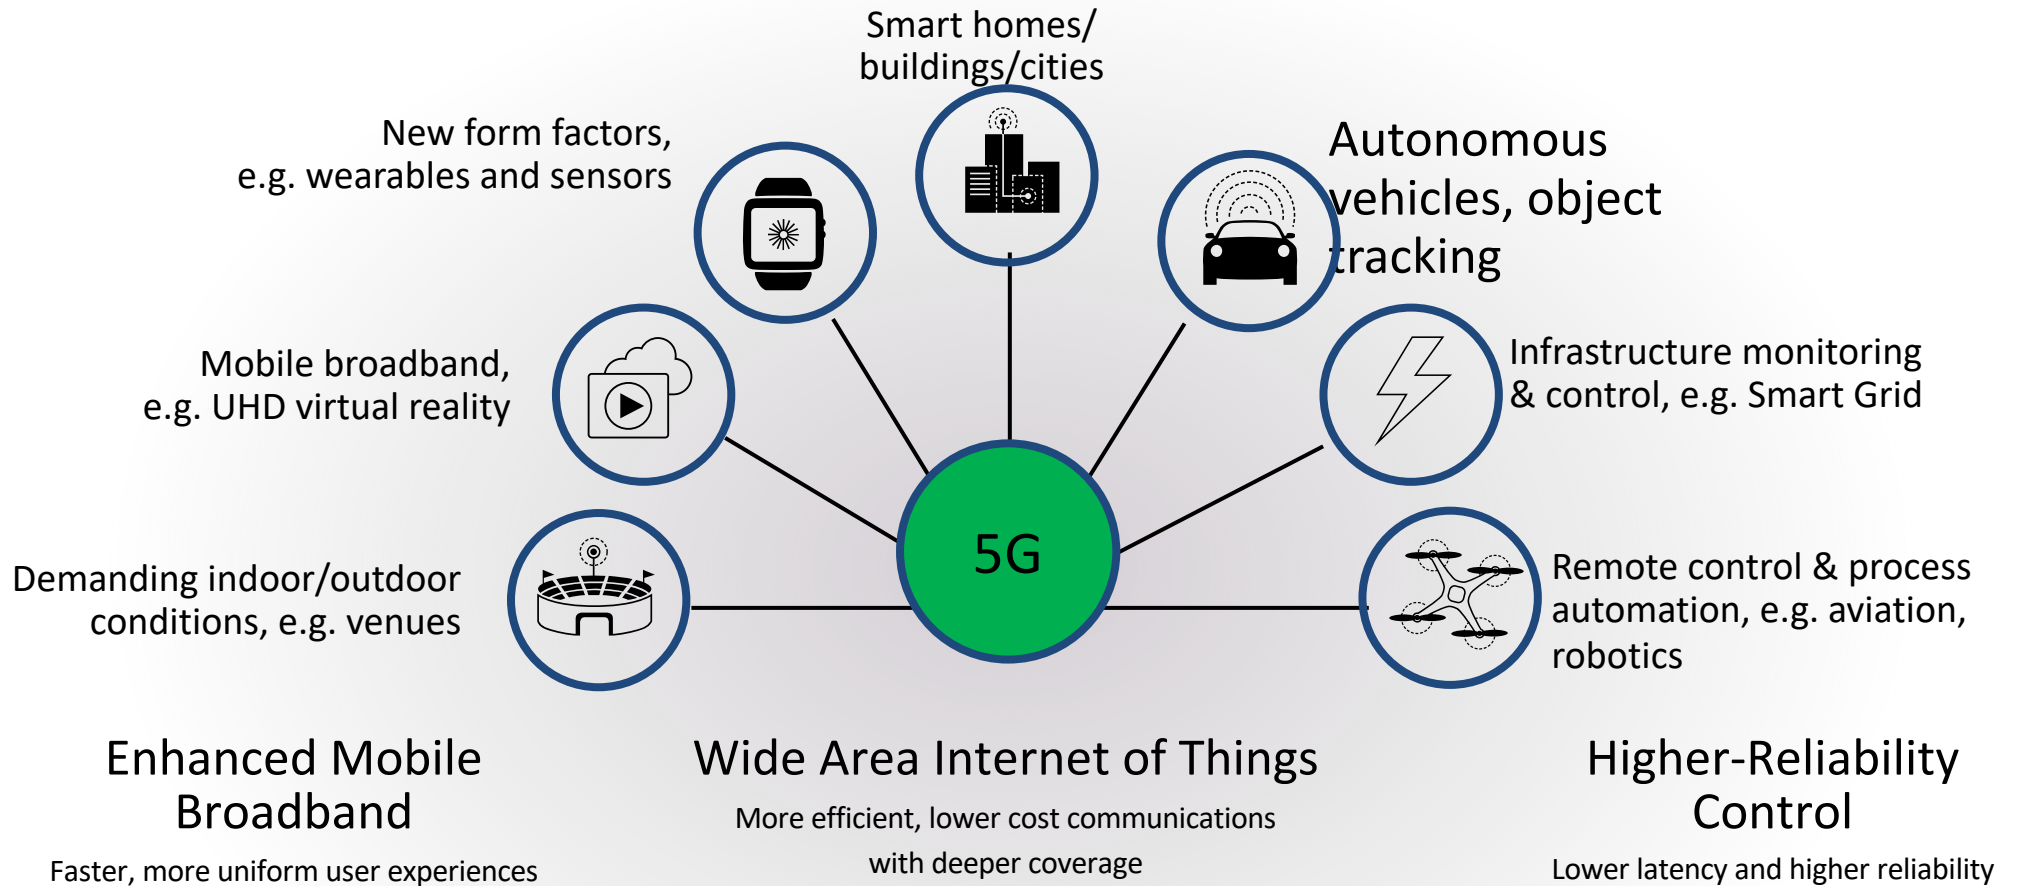 Smart homes/
buildings/cities
New form factors,
e.g. wearables and sensors
Autonomous
vehicles, object
tracking
Mobile broadband,
e.g. UHD virtual reality
Infrastructure monitoring
& control, e.g. Smart Grid
5G
Demanding indoor/outdoor
conditions, e.g. venues
Remote control & process
automation, e.g. aviation,
robotics
Enhanced Mobile
Broadband
Faster, more uniform user experiences
Wide Area Internet of Things
More efficient, lower cost communications
with deeper coverage
Higher-Reliability
Control
Lower latency and higher reliability